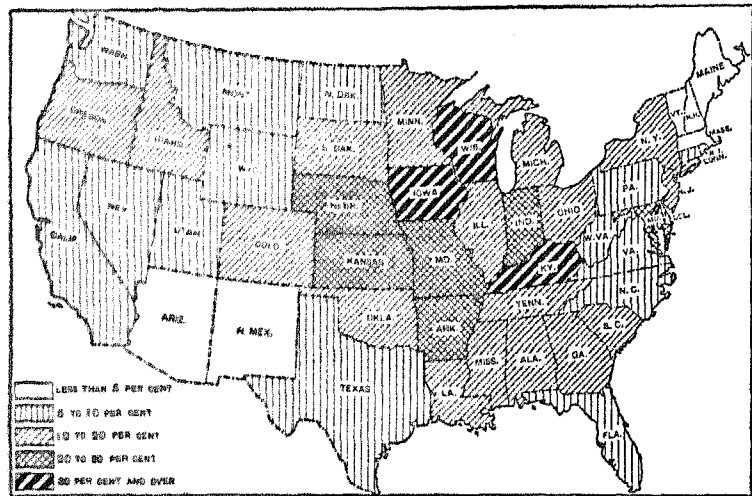 WASH.
MONT.
N. DAK.
MINN.
MAINE
VT.
N.H.
OREGON
IDAHO
WIS.
N.Y.
MASS.
R.I.
CONN.
S. DAK.
MICH.
IOWA
PA.
N.J.
NEBR.
NEV.
UTAH
ILL.
IND.
OHIO
DEL.
W.VA.
VA.
CALIF.
COLO.
KANSAS
MO.
KY.
N.C.
TENN.
ARIZ.
N. MEX.
OKLA.
ARK.
S.C.
MISS.
ALA.
GA.
TEXAS
LA.
FLA.
LESS THAN 5 PER CENT
5 TO 10 PER CENT
10 TO 20 PER CENT
20 TO 30 PER CENT
30 PER CENT AND OVER